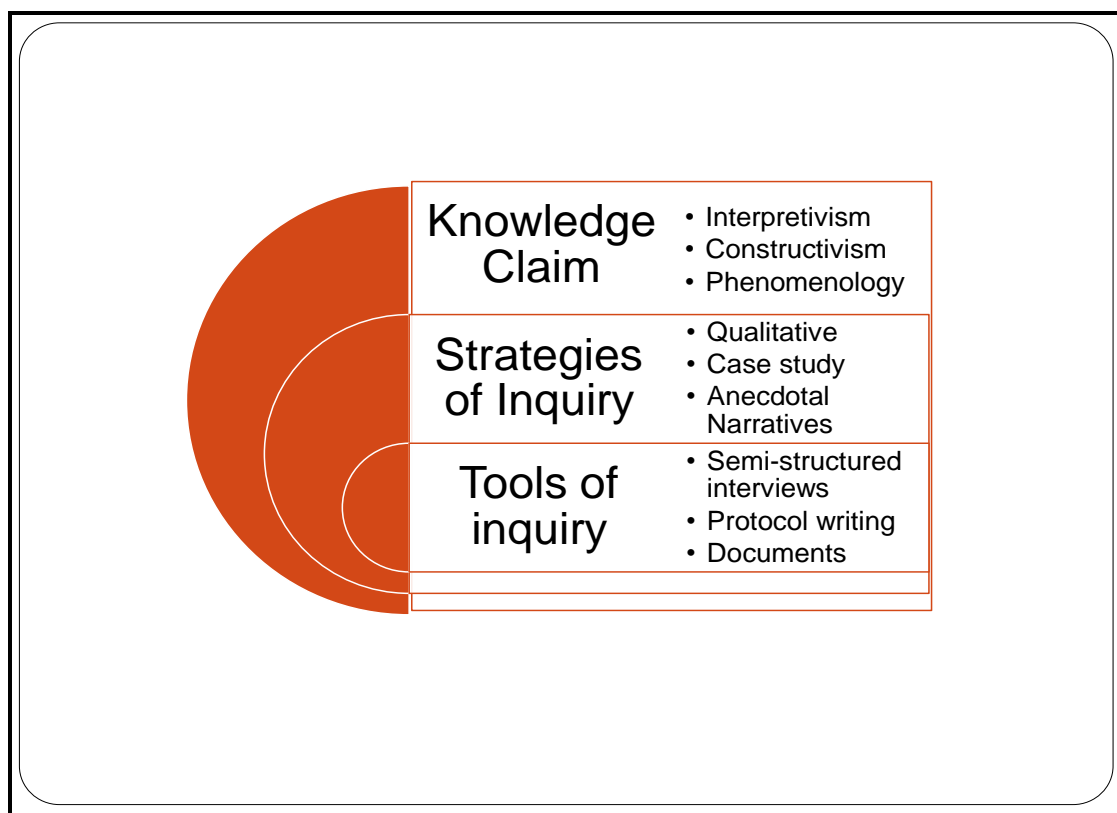 Knowledge
Claim
• Interpretivism
• Constructivism
• Phenomenology
Strategies
of Inquiry
• Qualitative
• Case study
• Anecdotal
Narratives
Tools of
inquiry
• Semi-structured
interviews
• Protocol writing
• Documents